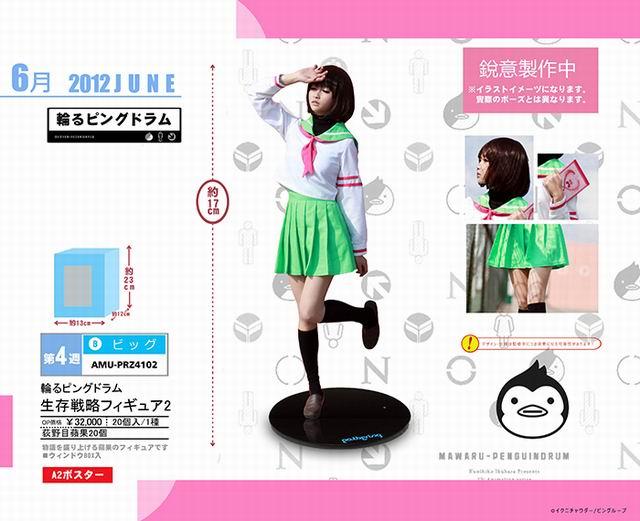 6月 2012JUNE
輪るピングドラム
約17cm
鋭意製作中
※イラストイメージになります。
実際のポーズとは異なります。
約23cm
約12cm
約13cm
第4週
B ビッグ
AMU-PRZ4102
輪るピングドラム
生存戦略フィギュア2
OP価格 ¥32,000 20個入/1種
荻野目蘋果20個
物語を盛り上げる蘋果のフィギュアです
■ウィンドウBOX入
A2ポスター
MAWARU-PENGUINDRUM
Kunihiko Ikuhara Presents
©イクニチャウダー/ピングループ